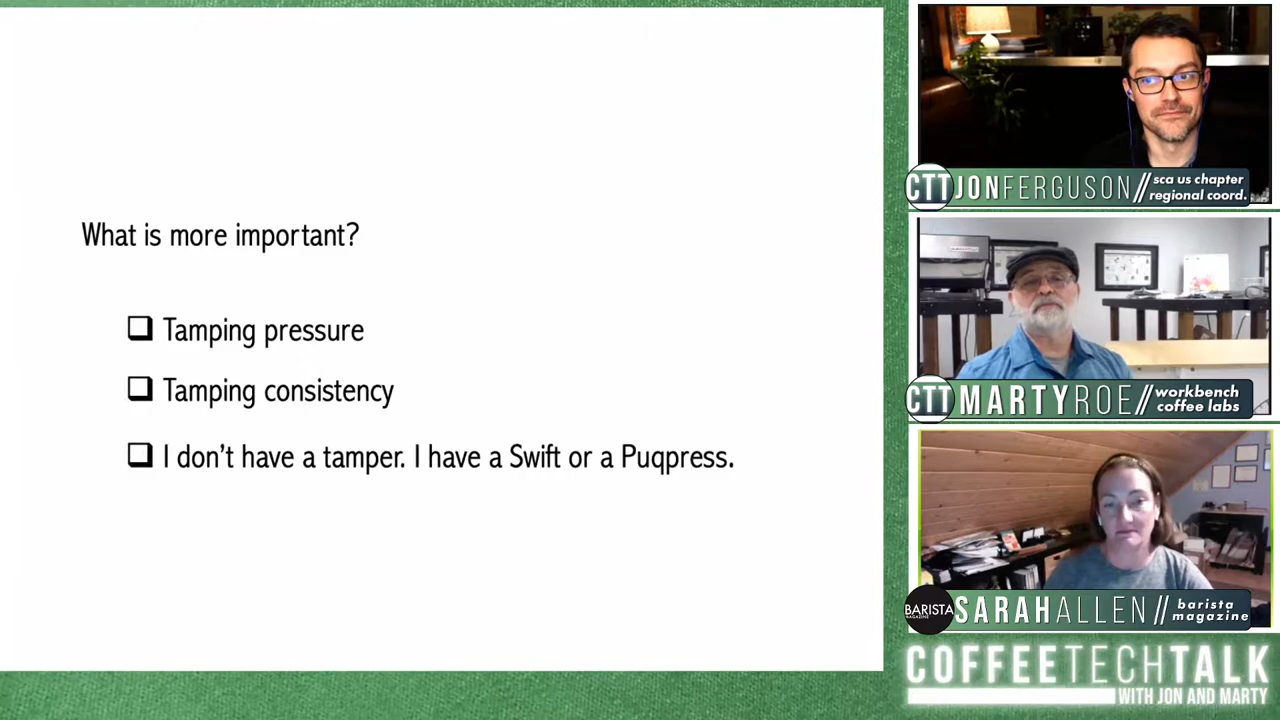 What is more important?
❑ Tamping pressure
❑ Tamping consistency
❑ I don't have a tamper. I have a Swift or a Puqpress.
CTT JONFERGUSON // sca us chapter
regional coord.
CTT MARTYROE // workbench
coffee labs
BARISTA
MAGAZINE
SARAHALLEN // barista
magazine
COFFEETECHTALK
WITH JON AND MARTY